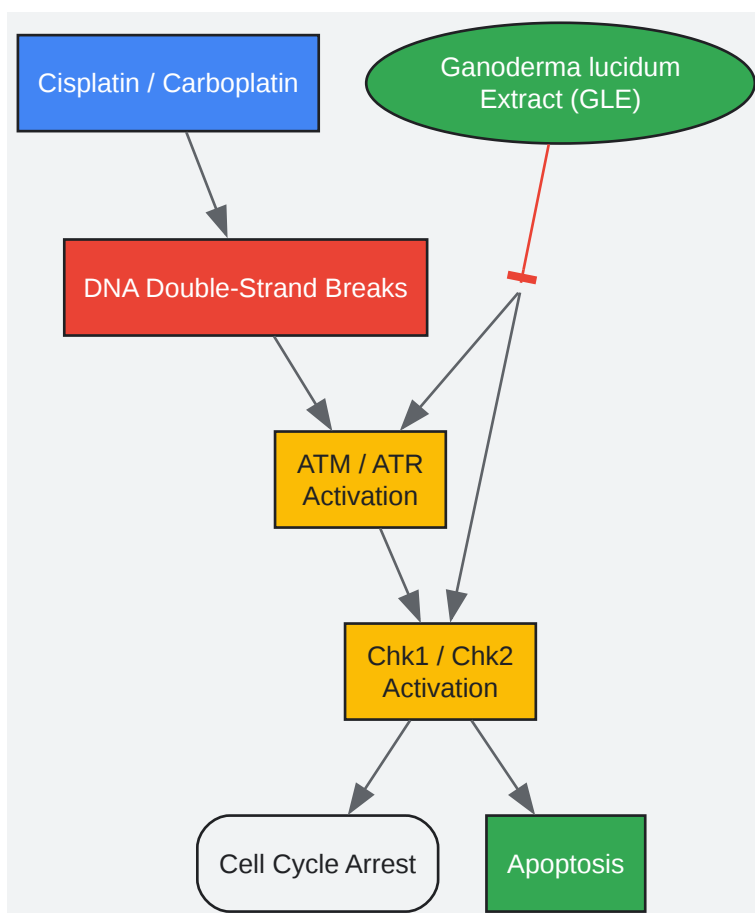 Cisplatin / Carboplatin
Ganoderma lucidum
Extract (GLE)
DNA Double-Strand Breaks
ATM / ATR
Activation
Chk1 / Chk2
Activation
Cell Cycle Arrest
Apoptosis